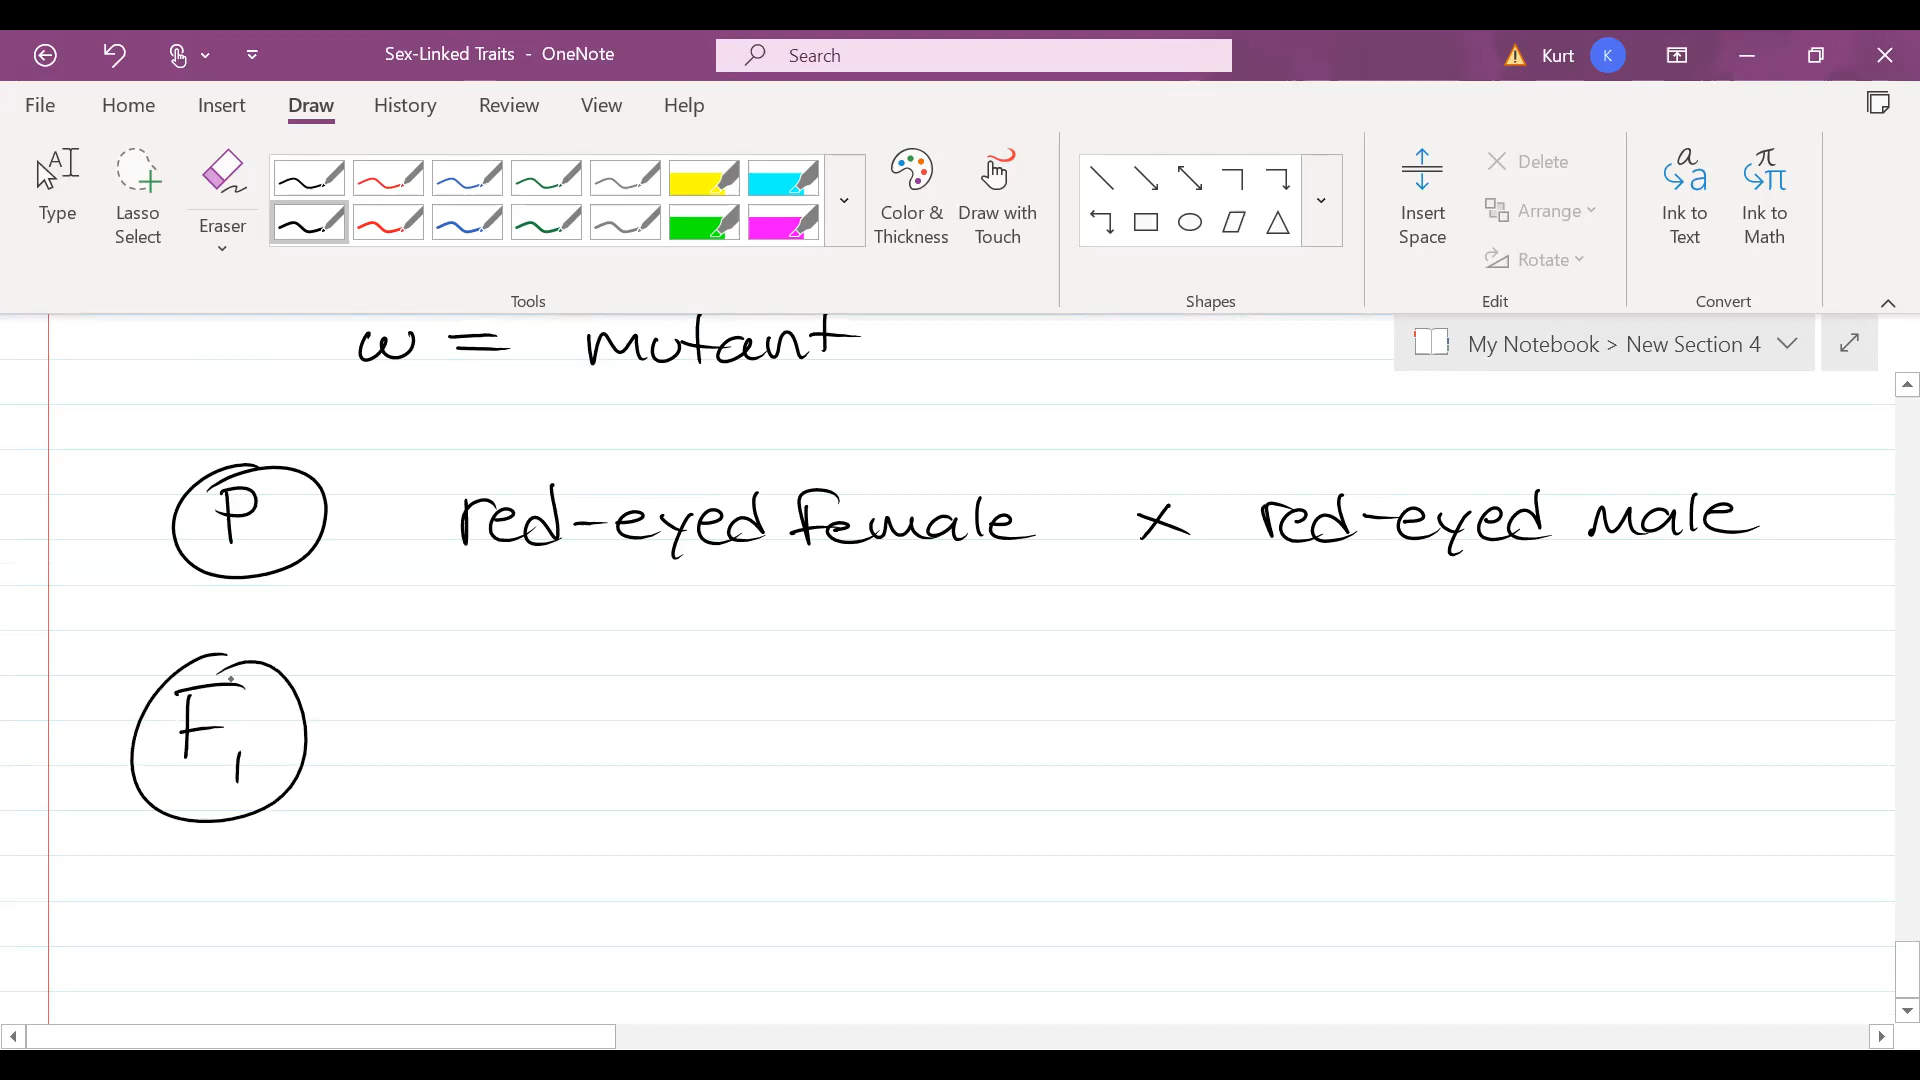 Sex-Linked Traits - OneNote
Search
Kurt
K
File Home Insert Draw History Review View Help
Type
Lasso Select
Eraser
Color & Thickness
Draw with Touch
Insert Space
Delete
Arrange
Rotate
Ink to Text
Ink to Math
Tools
Shapes
Edit
Convert
My Notebook > New Section 4
w = mutant
P red-eyed female x red-eyed male
F1